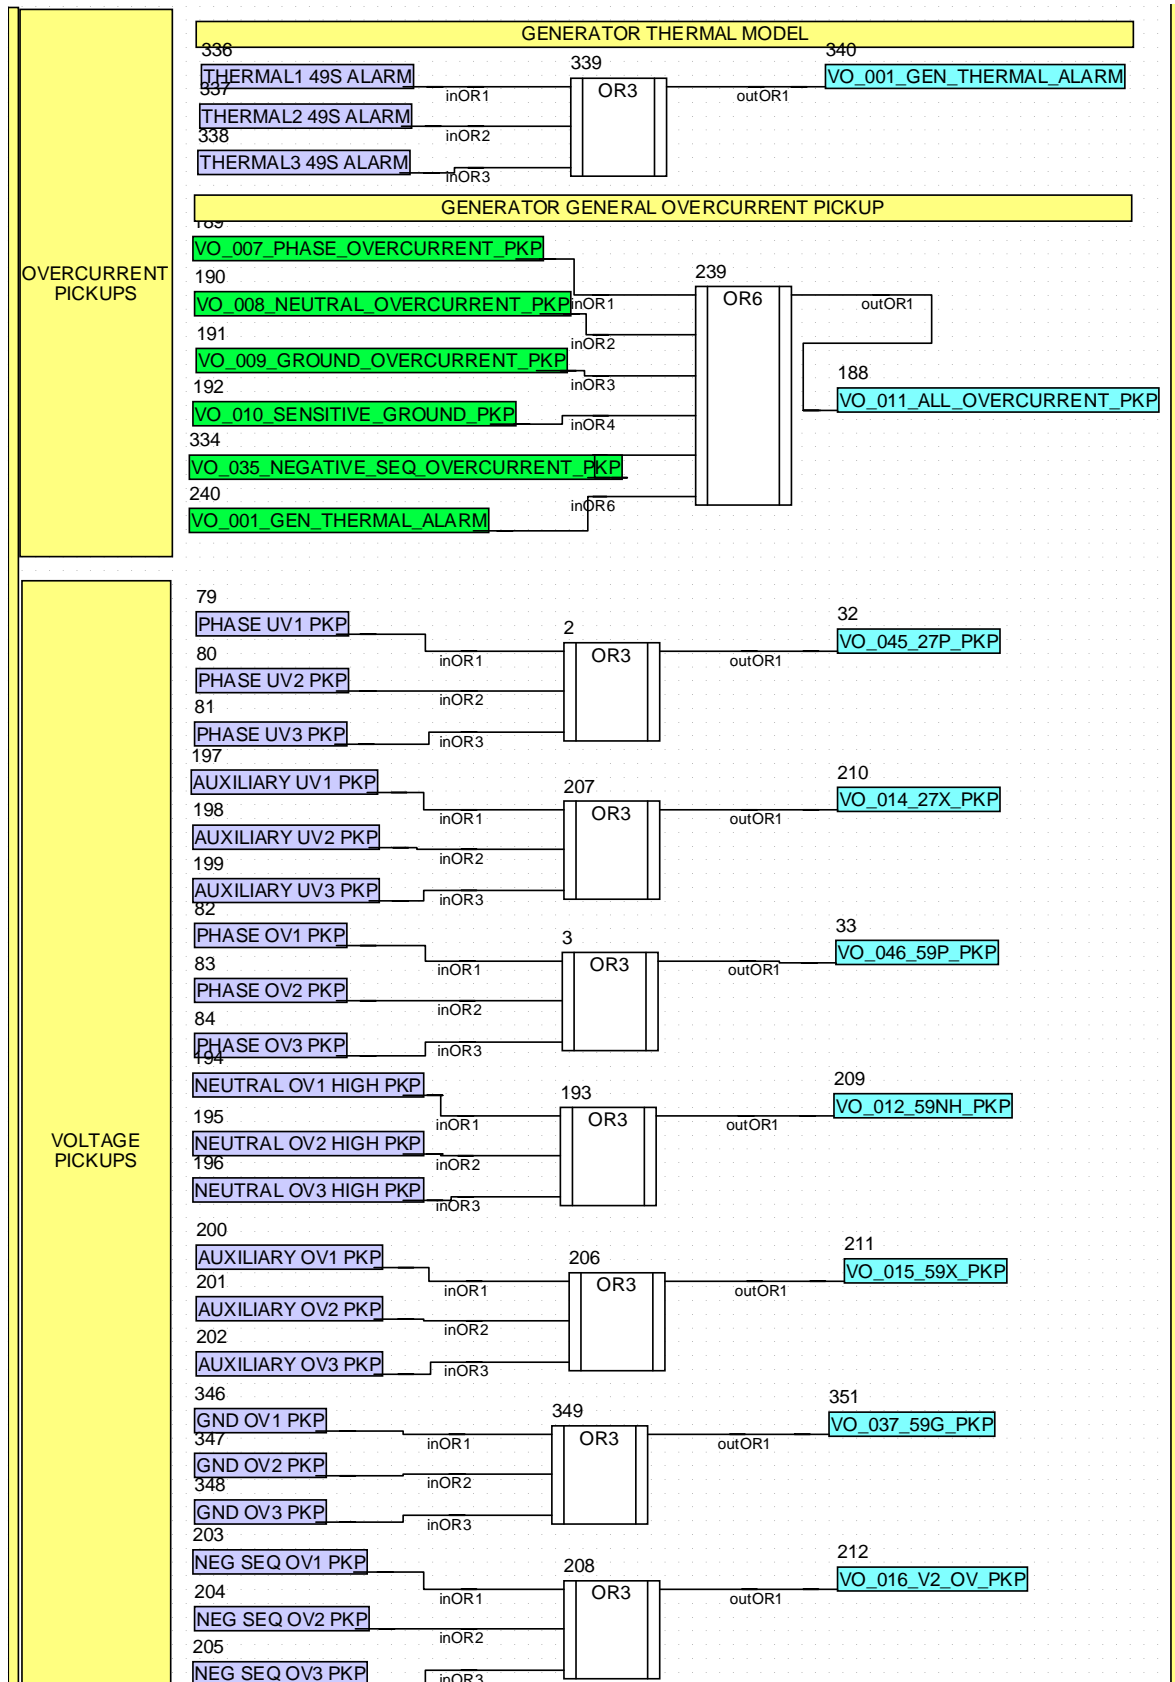 GENERATOR THERMAL MODEL
336
THERMAL1 49S ALARM
337
THERMAL2 49S ALARM
338
THERMAL3 49S ALARM
inOR1
inOR2
inOR3
339
OR3
outOR1
340
VO_001_GEN_THERMAL_ALARM
OVERCURRENT
PICKUPS
GENERATOR GENERAL OVERCURRENT PICKUP
189
VO_007_PHASE_OVERCURRENT_PKP
190
VO_008_NEUTRAL_OVERCURRENT_PKP
191
VO_009_GROUND_OVERCURRENT_PKP
192
VO_010_SENSITIVE_GROUND_PKP
334
VO_035_NEGATIVE_SEQ_OVERCURRENT_PKP
240
VO_001_GEN_THERMAL_ALARM
inOR1
inOR2
inOR3
inOR4
inOR6
239
OR6
outOR1
188
VO_011_ALL_OVERCURRENT_PKP
VOLTAGE
PICKUPS
79
PHASE UV1 PKP
80
PHASE UV2 PKP
81
PHASE UV3 PKP
inOR1
inOR2
inOR3
2
OR3
outOR1
32
VO_045_27P_PKP
197
AUXILIARY UV1 PKP
198
AUXILIARY UV2 PKP
199
AUXILIARY UV3 PKP
inOR1
inOR2
inOR3
207
OR3
outOR1
210
VO_014_27X_PKP
82
PHASE OV1 PKP
83
PHASE OV2 PKP
84
PHASE OV3 PKP
inOR1
inOR2
inOR3
3
OR3
outOR1
33
VO_046_59P_PKP
194
NEUTRAL OV1 HIGH PKP
195
NEUTRAL OV2 HIGH PKP
196
NEUTRAL OV3 HIGH PKP
inOR1
inOR2
inOR3
193
OR3
outOR1
209
VO_012_59NH_PKP
200
AUXILIARY OV1 PKP
201
AUXILIARY OV2 PKP
202
AUXILIARY OV3 PKP
inOR1
inOR2
inOR3
206
OR3
outOR1
211
VO_015_59X_PKP
346
GND OV1 PKP
347
GND OV2 PKP
348
GND OV3 PKP
inOR1
inOR2
inOR3
349
OR3
outOR1
351
VO_037_59G_PKP
203
NEG SEQ OV1 PKP
204
NEG SEQ OV2 PKP
205
NEG SEQ OV3 PKP
inOR1
inOR2
inOR3
208
OR3
outOR1
212
VO_016_V2_OV_PKP